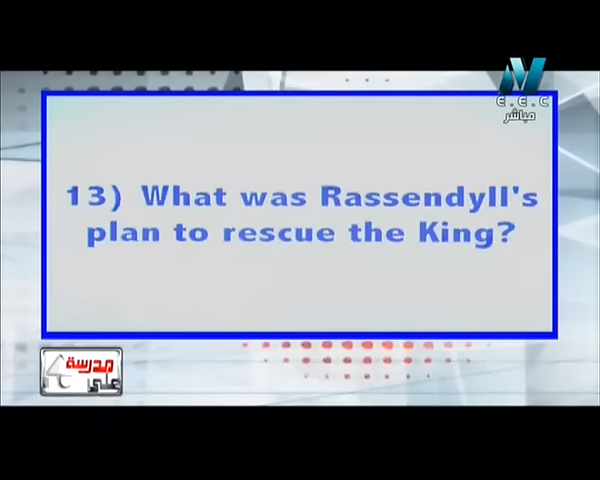 E.E.C
مباشر
13) What was Rassendyll's
plan to rescue the King?
مدرسة
على